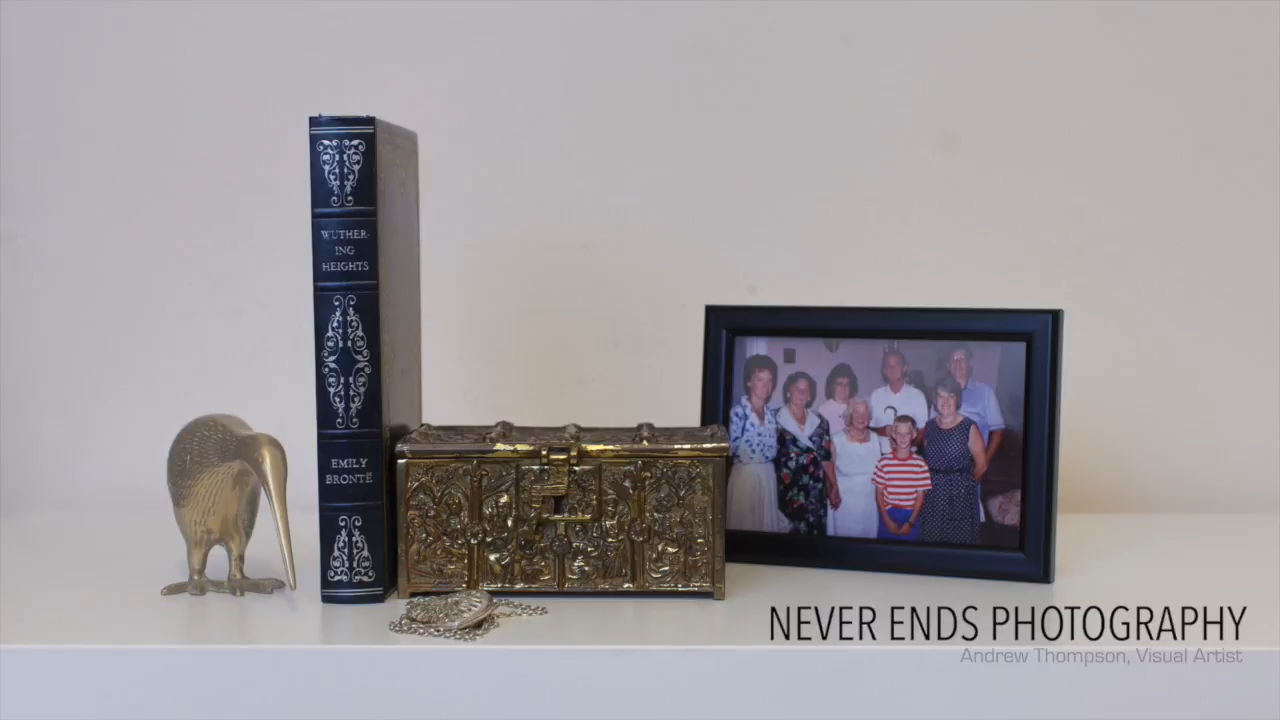 WUTHER-
ING
HEIGHTS
EMILY
BRONTË
NEVER ENDS PHOTOGRAPHY
Andrew Thompson, Visual Artist